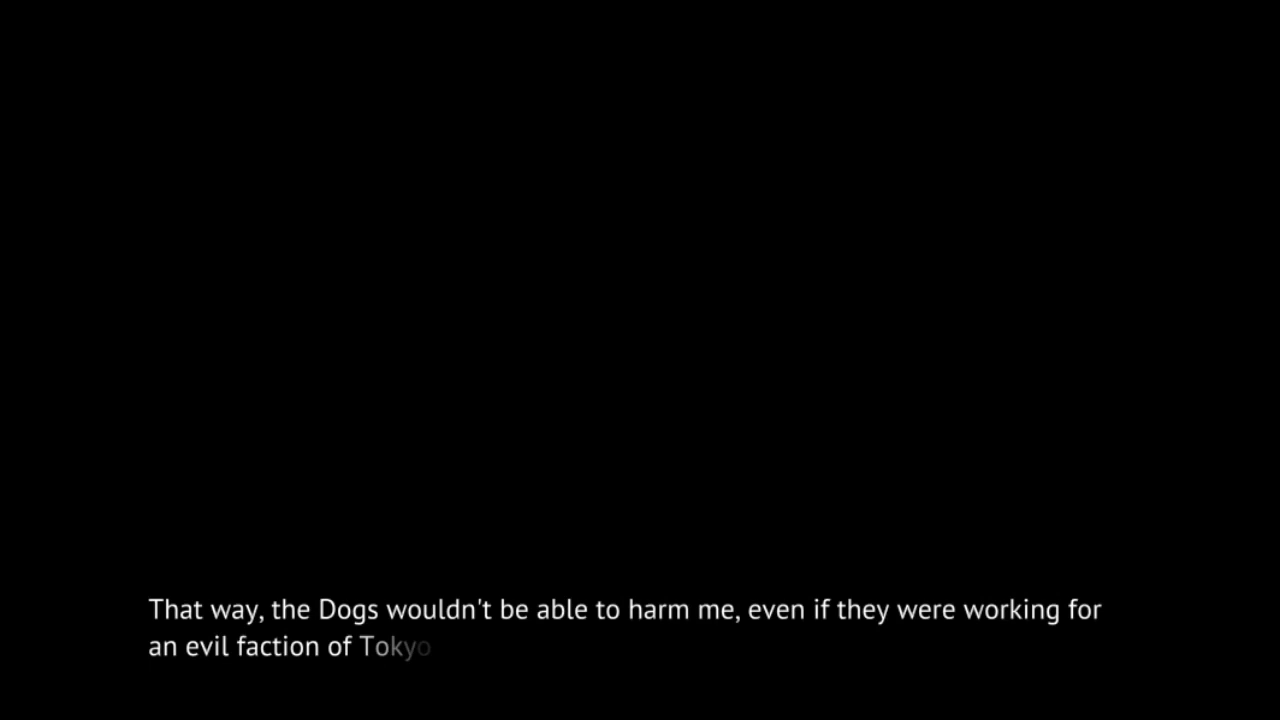 That way, the Dogs wouldn't be able to harm me, even if they were working for
an evil faction of Tokyo